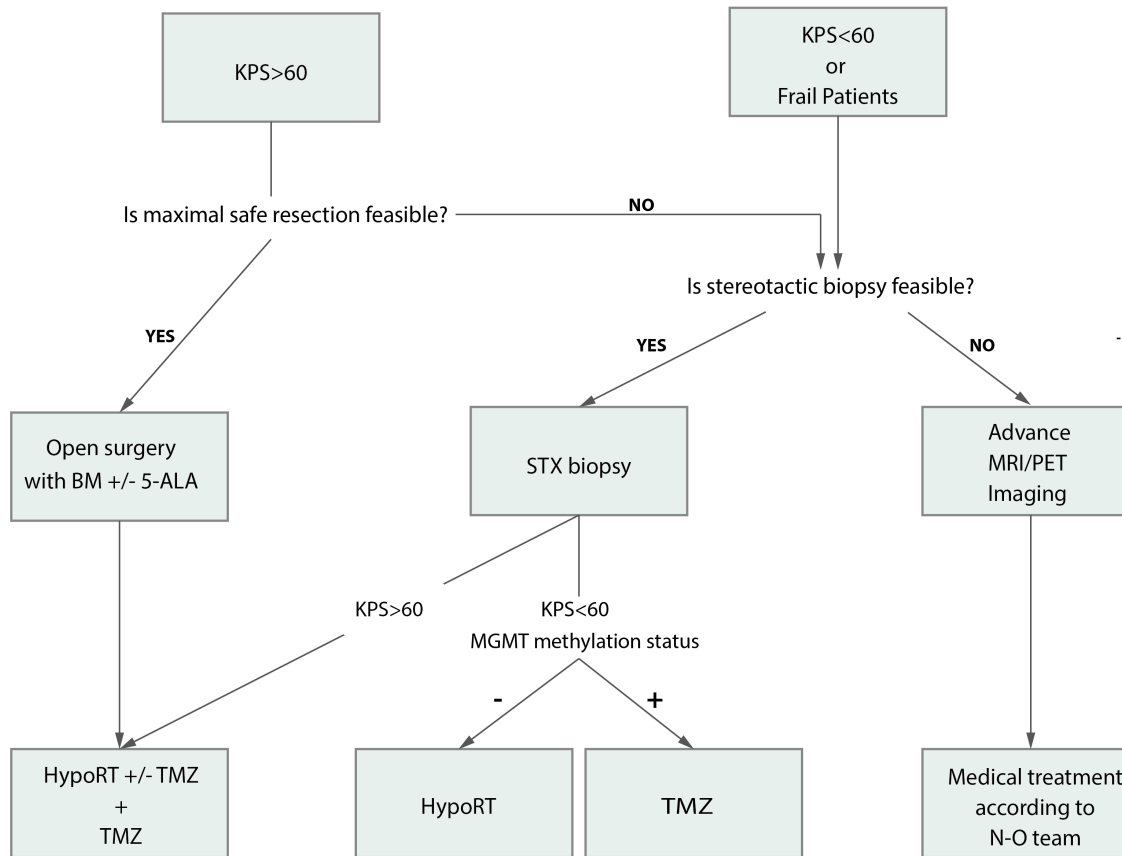 KPS>60
KPS<60
or
Frail Patients
Is maximal safe resection feasible?
NO
Is stereotactic biopsy feasible?
YES
YES
NO
-
Open surgery
with BM +/- 5-ALA
STX biopsy
Advance
MRI/PET
Imaging
KPS>60
KPS<60
MGMT methylation status
-
+
HypoRT +/- TMZ
+
TMZ
HypoRT
TMZ
Medical treatment
according to
N-O team